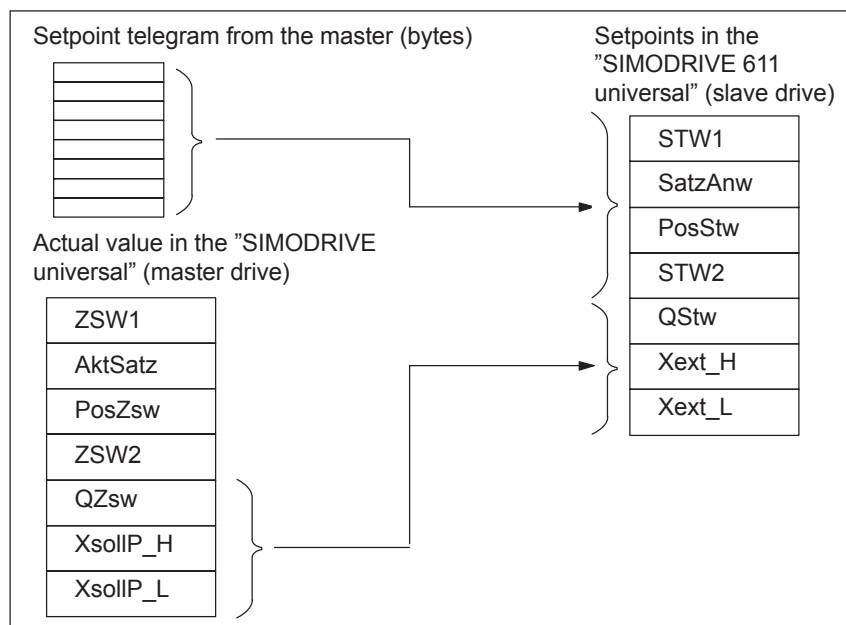 Setpoint telegram from the master (bytes)
Setpoints in the
”SIMODRIVE 611
universal” (slave drive)
STW1
SatzAnw
PosStw
STW2
QStw
Xext_H
Xext_L
Actual value in the ”SIMODRIVE
universal” (master drive)
ZSW1
AktSatz
PosZsw
ZSW2
QZsw
XsollP_H
XsollP_L